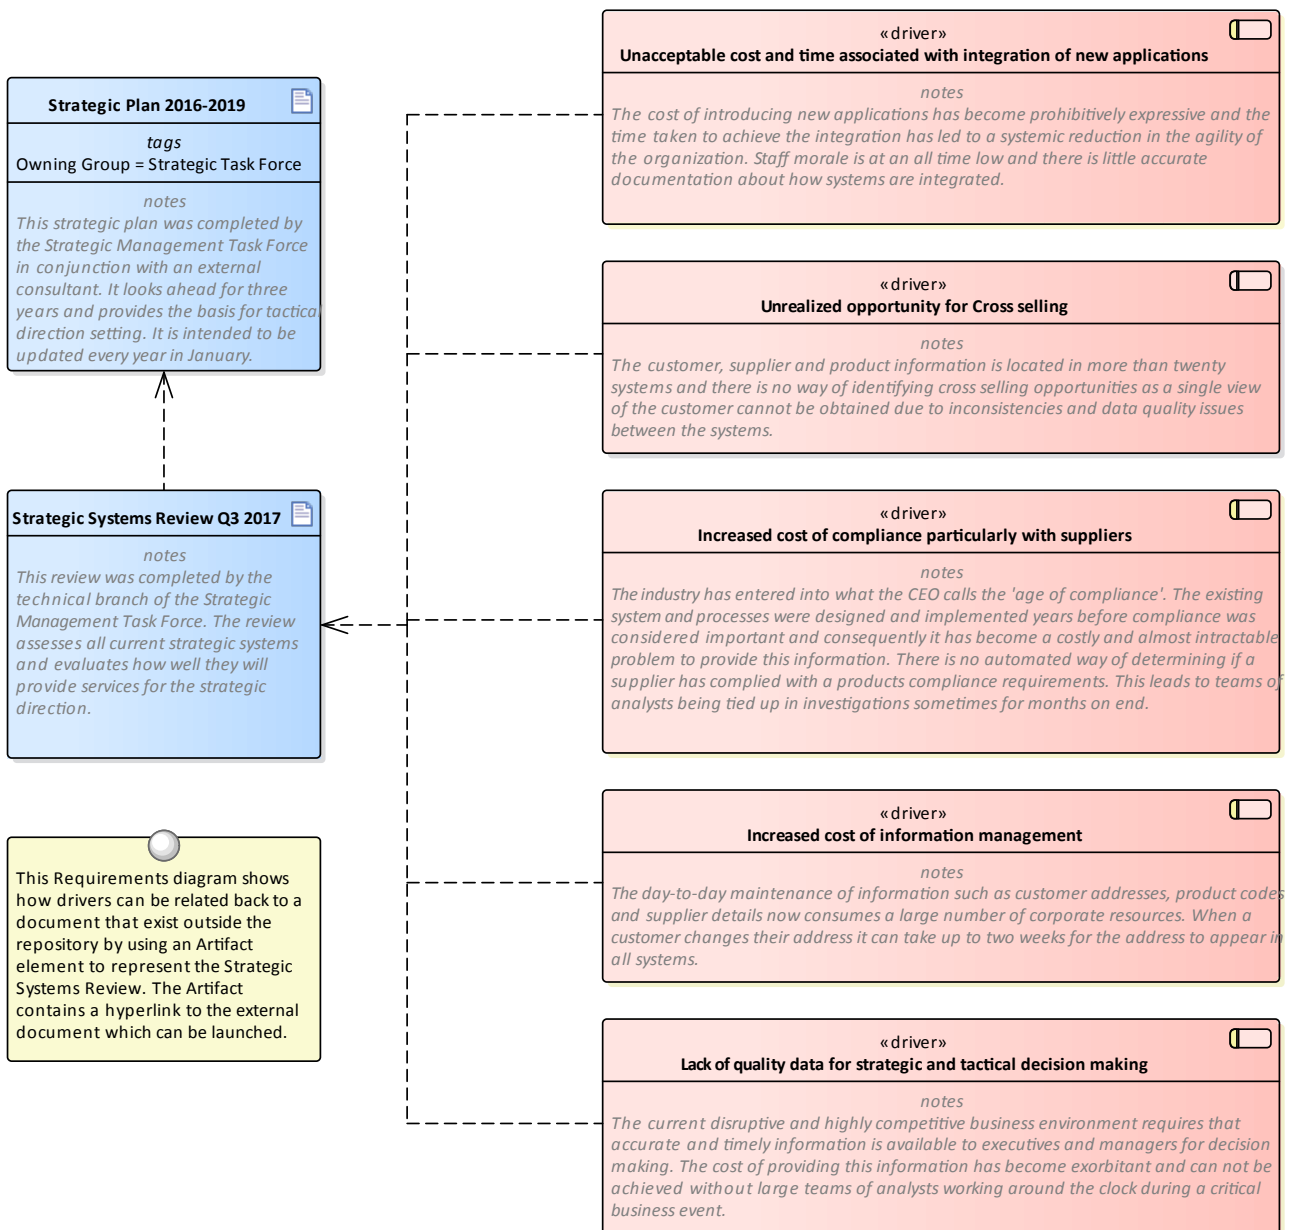 Strategic Plan 2016-2019
tags
Owning Group = Strategic Task Force
notes
This strategic plan was completed by
the Strategic Management Task Force
in conjunction with an external
consultant. It looks ahead for three
years and provides the basis for tactical
direction setting. It is intended to be
updated every year in January.
Strategic Systems Review Q3 2017
notes
This review was completed by the
technical branch of the Strategic
Management Task Force. The review
assesses all current strategic systems
and evaluates how well they will
provide services for the strategic
direction.
This Requirements diagram shows
how drivers can be related back to a
document that exist outside the
repository by using an Artifact
element to represent the Strategic
Systems Review. The Artifact
contains a hyperlink to the external
document which can be launched.
«driver»
Unacceptable cost and time associated with integration of new applications
notes
The cost of introducing new applications has become prohibitively expressive and the
time taken to achieve the integration has led to a systemic reduction in the agility of
the organization. Staff morale is at an all time low and there is little accurate
documentation about how systems are integrated.
«driver»
Unrealized opportunity for Cross selling
notes
The customer, supplier and product information is located in more than twenty
systems and there is no way of identifying cross selling opportunities as a single view
of the customer cannot be obtained due to inconsistencies and data quality issues
between the systems.
«driver»
Increased cost of compliance particularly with suppliers
notes
The industry has entered into what the CEO calls the 'age of compliance'. The existing
system and processes were designed and implemented years before compliance was
considered important and consequently it has become a costly and almost intractable
problem to provide this information. There is no automated way of determining if a
supplier has complied with a products compliance requirements. This leads to teams of
analysts being tied up in investigations sometimes for months on end.
«driver»
Increased cost of information management
notes
The day-to-day maintenance of information such as customer addresses, product codes
and supplier details now consumes a large number of corporate resources. When a
customer changes their address it can take up to two weeks for the address to appear in
all systems.
«driver»
Lack of quality data for strategic and tactical decision making
notes
The current disruptive and highly competitive business environment requires that
accurate and timely information is available to executives and managers for decision
making. The cost of providing this information has become exorbitant and can not be
achieved without large teams of analysts working around the clock during a critical
business event.